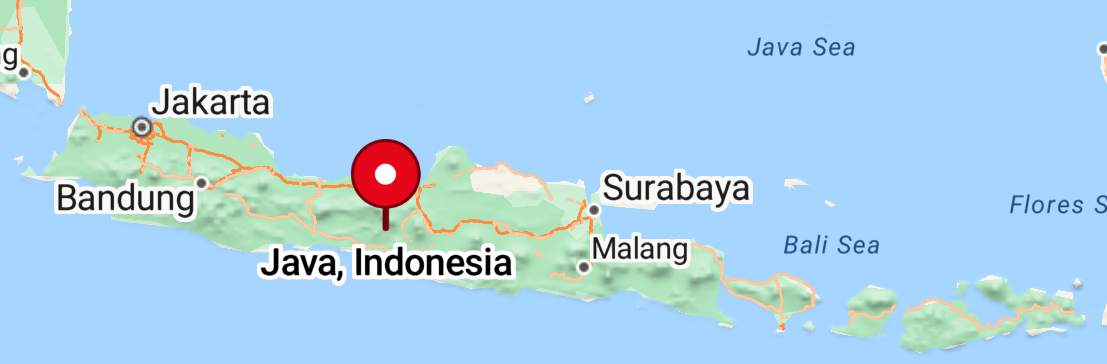 Java Sea
g
Jakarta
Bandung
Surabaya
Flores S
Bali Sea
Malang
Java, Indonesia